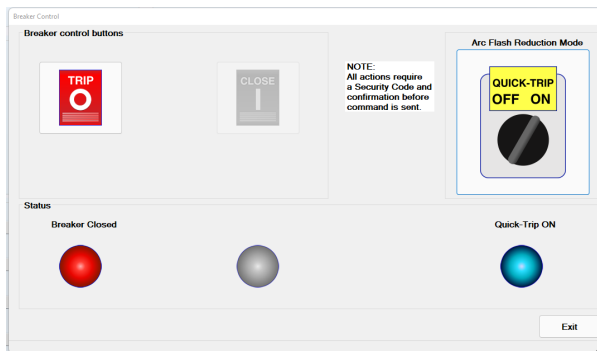 Breaker Control
Breaker control buttons
TRIP
O
CLOSE
I
NOTE:
All actions require
a Security Code and
confirmation before
command is sent.
Arc Flash Reduction Mode
QUICK-TRIP
OFF ON
Status
Breaker Closed
Quick-Trip ON
Exit